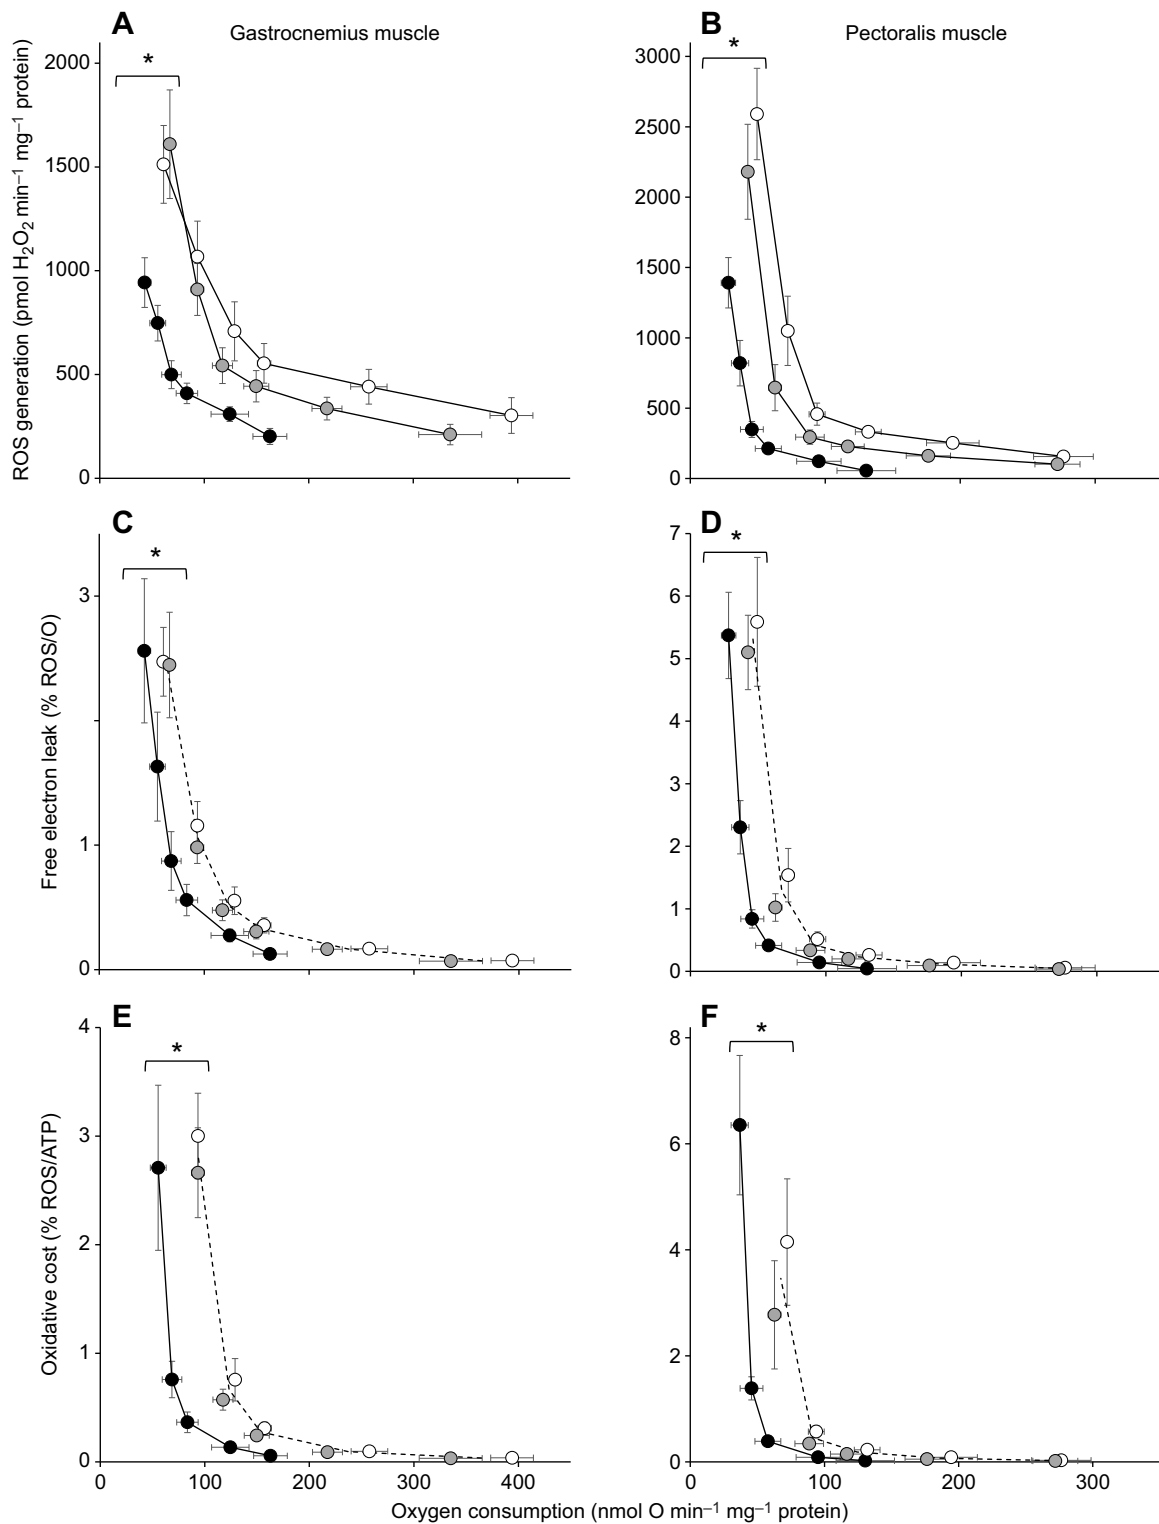 A
Gastrocnemius muscle
B
Pectoralis muscle
ROS generation (pmol H₂O₂ min⁻¹ mg⁻¹ protein)
2000
1500
1000
500
0
*
3000
2500
2000
1500
1000
500
0
*
C
D
Free electron leak (% ROS/O)
3
1
0
*
7
6
5
4
3
2
1
0
*
E
F
Oxidative cost (% ROS/ATP)
4
3
2
1
0
*
8
6
4
2
0
*
0 100 200 300 400
0 100 200 300
Oxygen consumption (nmol O min⁻¹ mg⁻¹ protein)